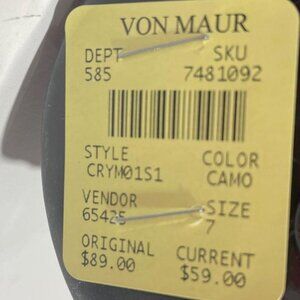 VON MAUR
DEPT SKU
585 7481092
STYLE COLOR
CRYM01S1 CAMO
VENDOR SIZE
65425 7
ORIGINAL CURRENT
$89.00 $59.00